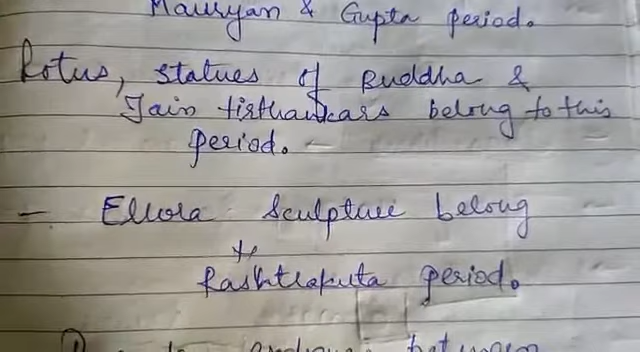 Mauryan & Gupta period.
Lotus, statues of Buddha &
Jain tirthankars belong to this
period. -
- Ellora Sculpture belong
to
Rashtrakuta period.
between